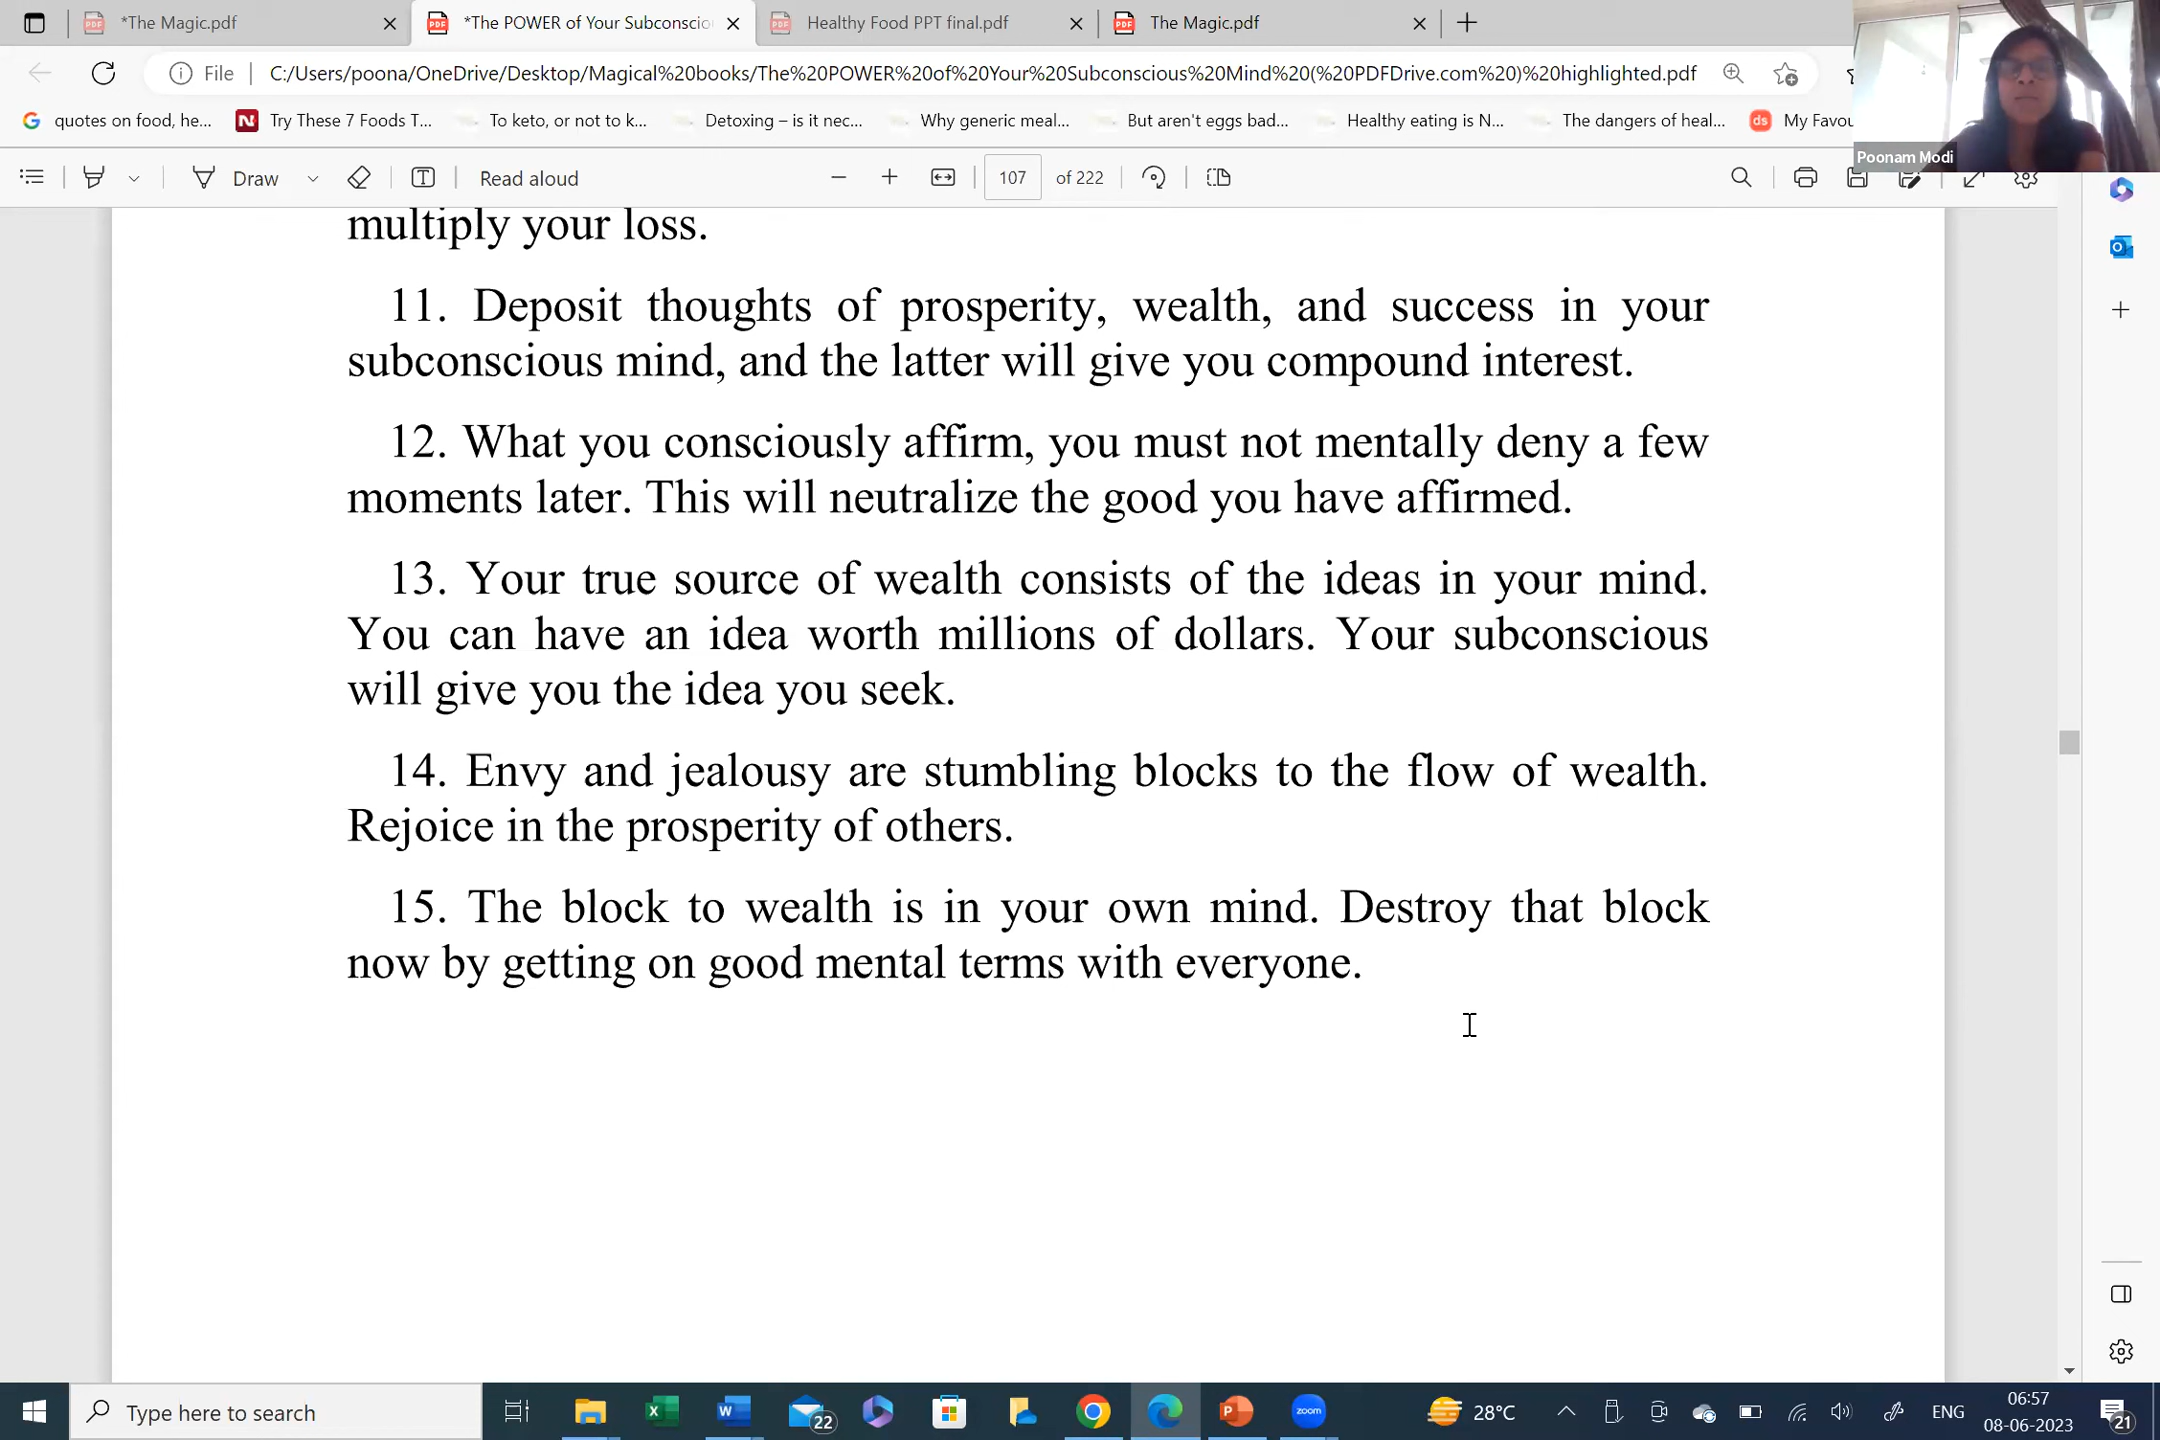 *The Magic.pdf
*The POWER of Your Subconscio
Healthy Food PPT final.pdf
The Magic.pdf
File
C:/Users/poona/OneDrive/Desktop/Magical%20books/The%20POWER%20of%20Your%20Subconscious%20Mind%20(%20PDFDrive.com%20)%20highlighted.pdf
quotes on food, he...
Try These 7 Foods T...
To keto, or not to k...
Detoxing – is it nec...
Why generic meal...
But aren't eggs bad...
Healthy eating is N...
The dangers of heal...
My Favou
Poonam Modi
Draw
Read aloud
107 of 222
multiply your loss.
11. Deposit thoughts of prosperity, wealth, and success in your
subconscious mind, and the latter will give you compound interest.
12. What you consciously affirm, you must not mentally deny a few
moments later. This will neutralize the good you have affirmed.
13. Your true source of wealth consists of the ideas in your mind.
You can have an idea worth millions of dollars. Your subconscious
will give you the idea you seek.
14. Envy and jealousy are stumbling blocks to the flow of wealth.
Rejoice in the prosperity of others.
15. The block to wealth is in your own mind. Destroy that block
now by getting on good mental terms with everyone.
Type here to search
22
zoom
28°C
ENG
06:57
08-06-2023
21